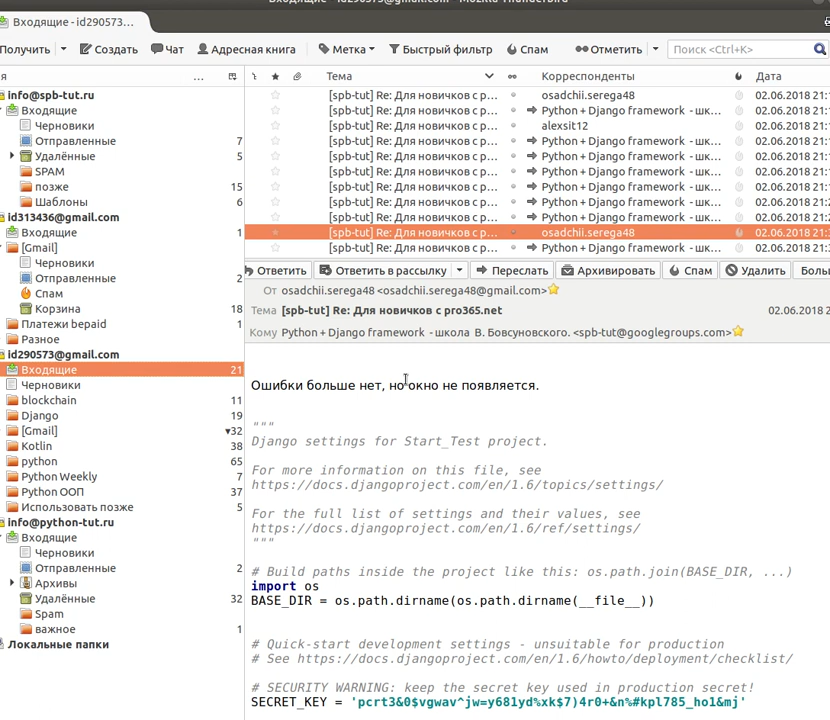 Входящие - id290573@gmail.com - Mozilla Thunderbird
Входящие - id290573...
Получить Создать Чат Адресная книга Метка Быстрый фильтр Спам Отметить Поиск <Ctrl+K>
я ...
Тема Корреспонденты Дата
info@spb-tut.ru
Входящие
Черновики
Отправленные 7
Удалённые 5
SPAM
позже 15
Шаблоны 6
id313436@gmail.com
Входящие 1
[Gmail]
Черновики
Отправленные 2
Спам
Корзина 18
Платежи bepaid 1
Разное
id290573@gmail.com
Входящие 21
Черновики
blockchain 11
Django 19
[Gmail] ▾32
Kotlin 38
python 65
Python Weekly 7
Python ООП 37
Использовать позже 5
info@python-tut.ru
Входящие
Черновики
Отправленные 2
Архивы
Удалённые 32
Spam
важное 1
Локальные папки
[spb-tut] Re: Для новичков с p... osadchii.serega48 02.06.2018 21:
[spb-tut] Re: Для новичков с p... Python + Django framework - шк... 02.06.2018 21:
[spb-tut] Re: Для новичков с p... alexsit12 02.06.2018 21:
[spb-tut] Re: Для новичков с p... Python + Django framework - шк... 02.06.2018 21:
[spb-tut] Re: Для новичков с p... Python + Django framework - шк... 02.06.2018 21:
[spb-tut] Re: Для новичков с p... Python + Django framework - шк... 02.06.2018 21:
[spb-tut] Re: Для новичков с p... Python + Django framework - шк... 02.06.2018 21:
[spb-tut] Re: Для новичков с p... Python + Django framework - шк... 02.06.2018 21:
[spb-tut] Re: Для новичков с p... Python + Django framework - шк... 02.06.2018 21:
[spb-tut] Re: Для новичков с p... osadchii.serega48 02.06.2018 21:
[spb-tut] Re: Для новичков с p... Python + Django framework - шк... 02.06.2018 21:
Ответить Ответить в рассылку Переслать Архивировать Спам Удалить Больш
От osadchii.serega48 <osadchii.serega48@gmail.com>
Тема [spb-tut] Re: Для новичков с pro365.net 02.06.2018 2
Кому Python + Django framework - школа В. Бовсуновского. <spb-tut@googlegroups.com>
Ошибки больше нет, но окно не появляется.
"""
Django settings for Start_Test project.
For more information on this file, see
https://docs.djangoproject.com/en/1.6/topics/settings/
For the full list of settings and their values, see
https://docs.djangoproject.com/en/1.6/ref/settings/
"""
# Build paths inside the project like this: os.path.join(BASE_DIR, ...)
import os
BASE_DIR = os.path.dirname(os.path.dirname(__file__))
# Quick-start development settings - unsuitable for production
# See https://docs.djangoproject.com/en/1.6/howto/deployment/checklist/
# SECURITY WARNING: keep the secret key used in production secret!
SECRET_KEY = 'pcrt3&0$vgwav^jw=y681yd%xk$7)4r0+&n%#kpl785_ho1&mj'